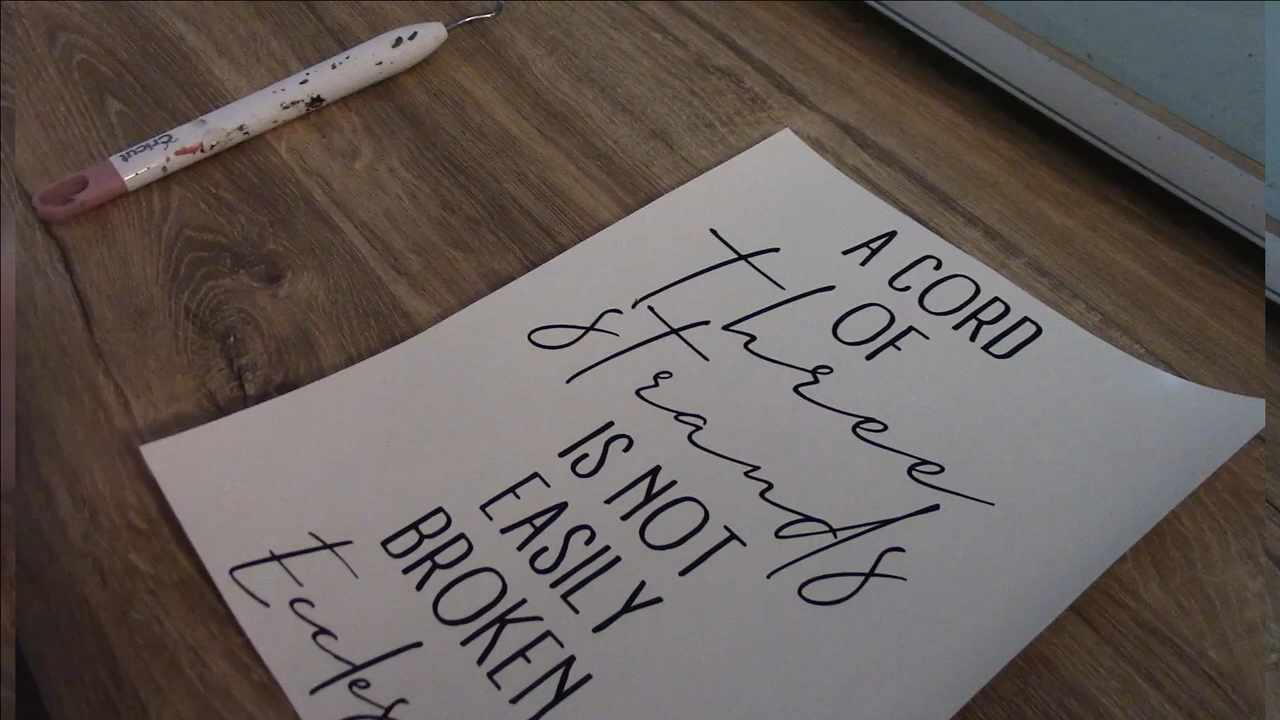 Cricut
A CORD
OF
three
strands
IS NOT
EASILY
BROKEN